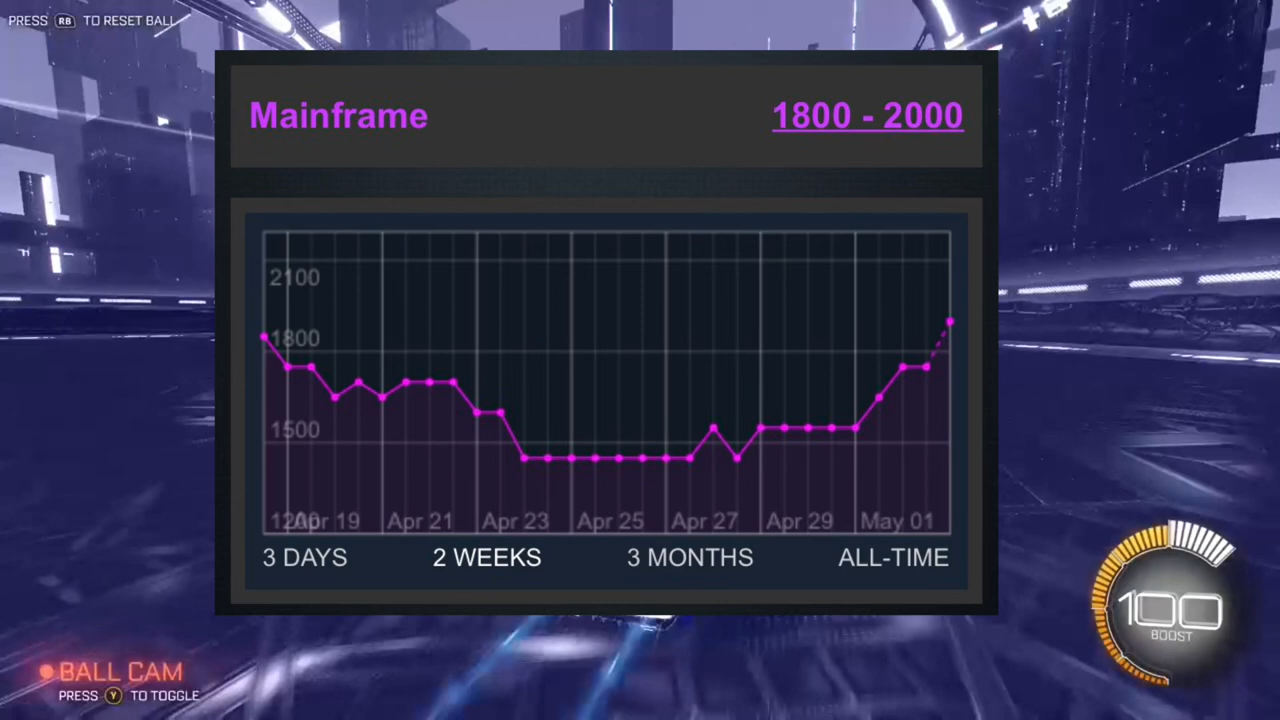 PRESS RB TO RESET BALL
Mainframe
1800 - 2000
2100
1800
1500
1200
Apr 19
Apr 21
Apr 23
Apr 25
Apr 27
Apr 29
May 01
3 DAYS
2 WEEKS
3 MONTHS
ALL-TIME
100
BOOST
BALL CAM
PRESS Y TO TOGGLE